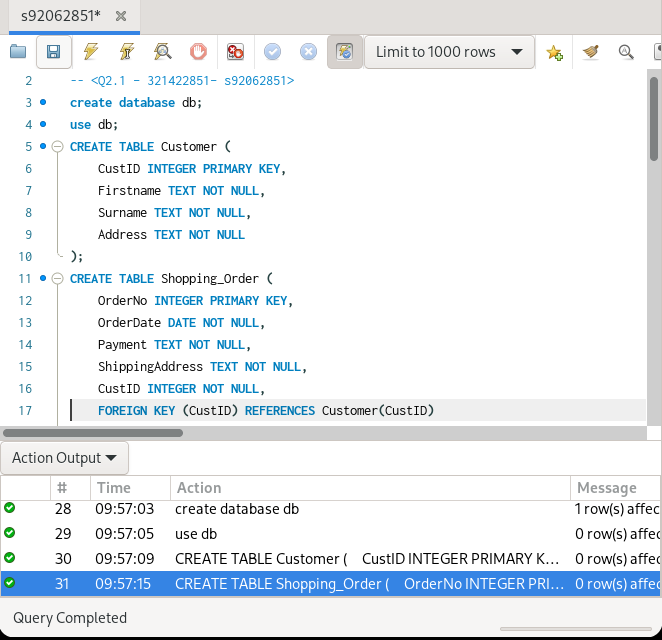 s92062851*
Limit to 1000 rows
2 -- <Q2.1 - 321422851- s92062851>
3 create database db;
4 use db;
5 CREATE TABLE Customer (
6 CustID INTEGER PRIMARY KEY,
7 Firstname TEXT NOT NULL,
8 Surname TEXT NOT NULL,
9 Address TEXT NOT NULL
10 );
11 CREATE TABLE Shopping_Order (
12 OrderNo INTEGER PRIMARY KEY,
13 OrderDate DATE NOT NULL,
14 Payment TEXT NOT NULL,
15 ShippingAddress TEXT NOT NULL,
16 CustID INTEGER NOT NULL,
17 FOREIGN KEY (CustID) REFERENCES Customer(CustID)
Action Output
# Time Action Message
28 09:57:03 create database db 1 row(s) affec
29 09:57:05 use db 0 row(s) affec
30 09:57:09 CREATE TABLE Customer ( CustID INTEGER PRIMARY K... 0 row(s) affec
31 09:57:15 CREATE TABLE Shopping_Order ( OrderNo INTEGER PRI... 0 row(s) affec
Query Completed